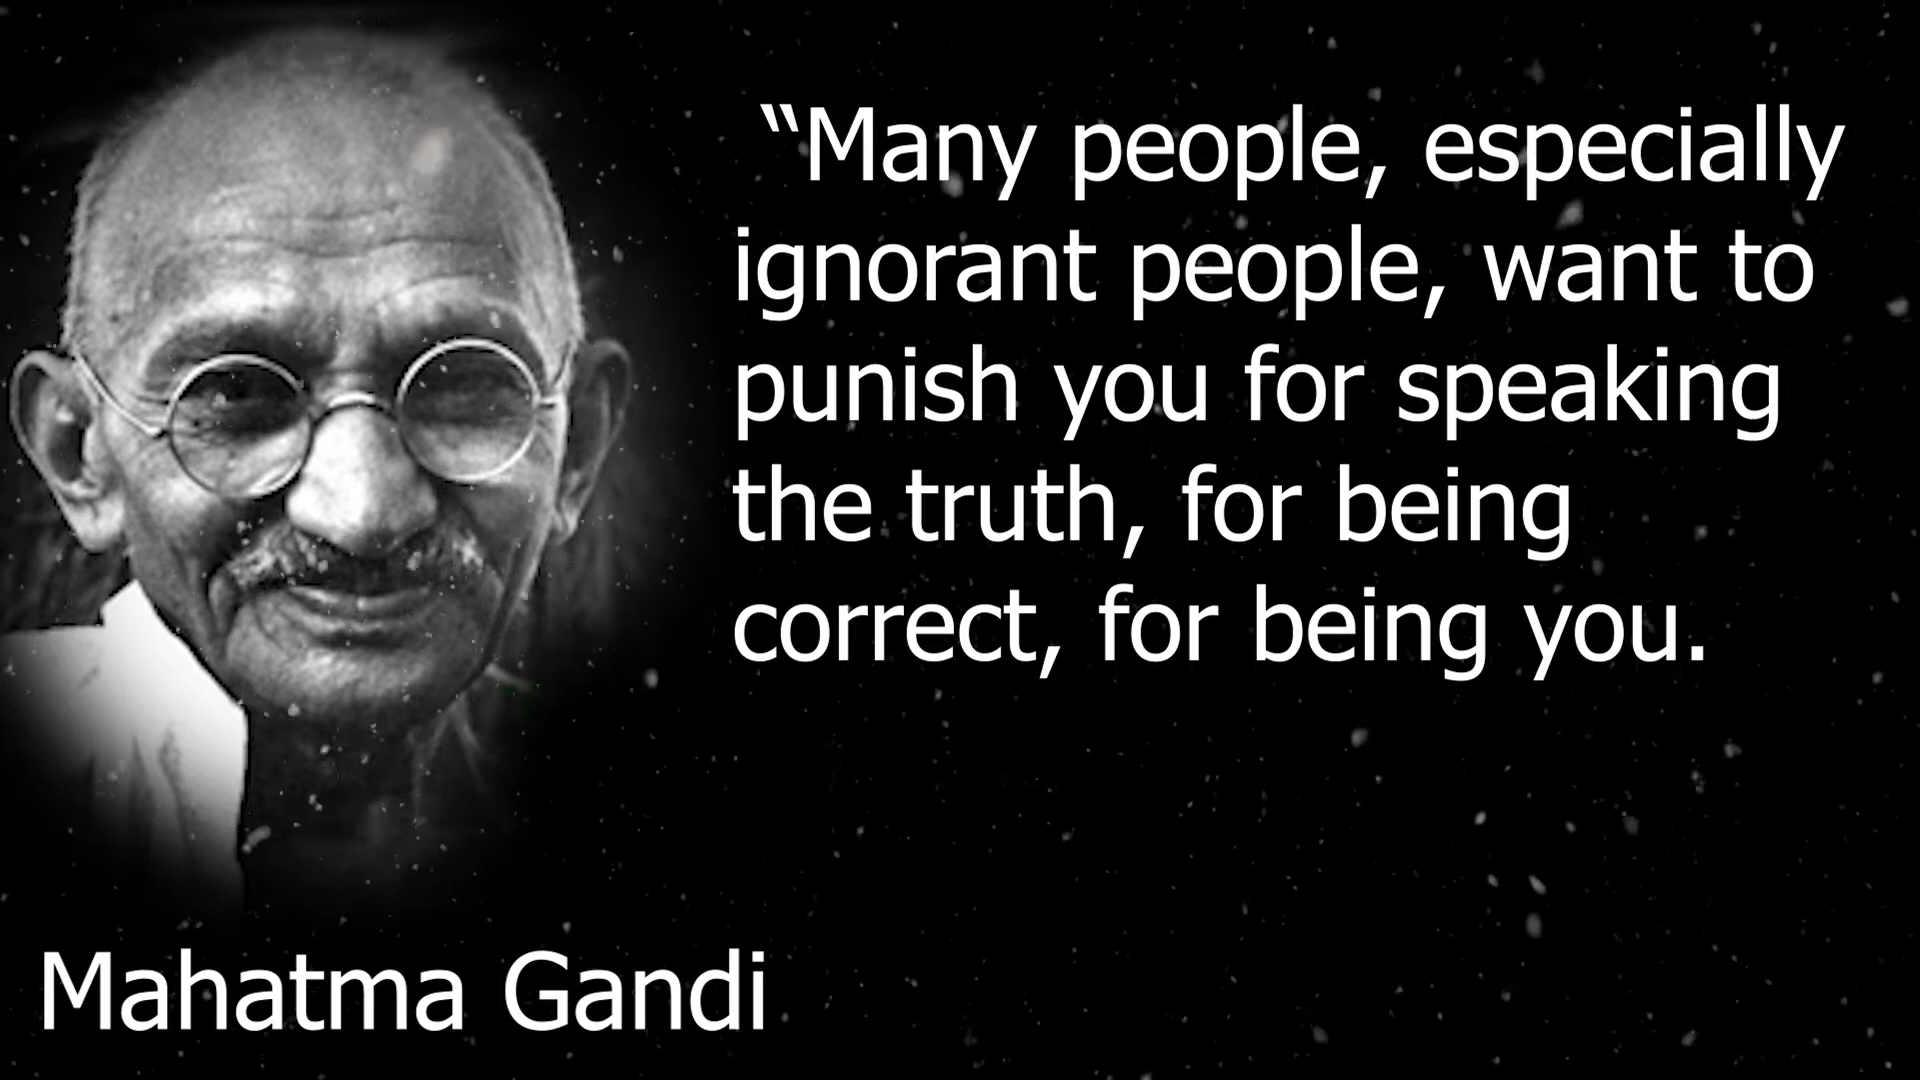 “Many people, especially
ignorant people, want to
punish you for speaking
the truth, for being
correct, for being you.
Mahatma Gandi